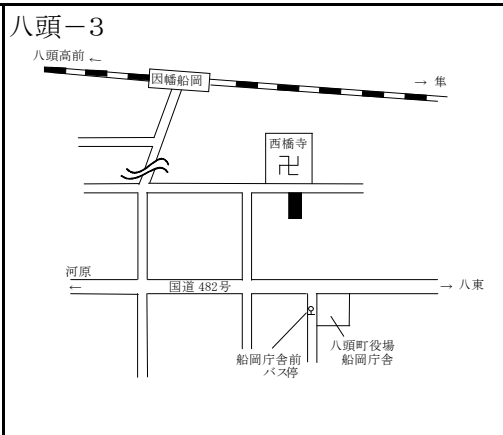 八頭－3
八頭高前 ←
因幡船岡
→ 隼
西橋寺
卍
河原
←
国道 482号
→ 八東
船岡庁舎前
バス停
八頭町役場
船岡庁舎